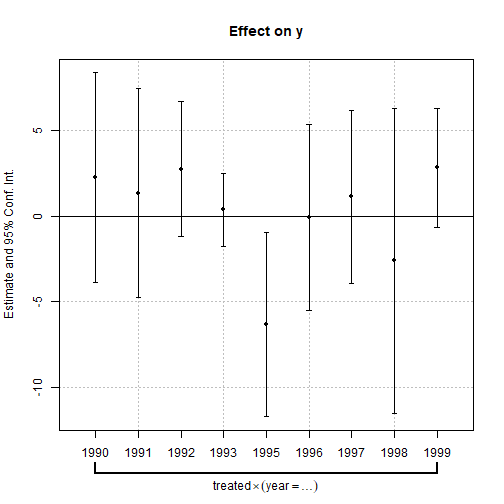 Effect on y
Estimate and 95% Conf. Int.
5
0
-5
-10
1990 1991 1992 1993 1995 1996 1997 1998 1999
treated×(year=…)